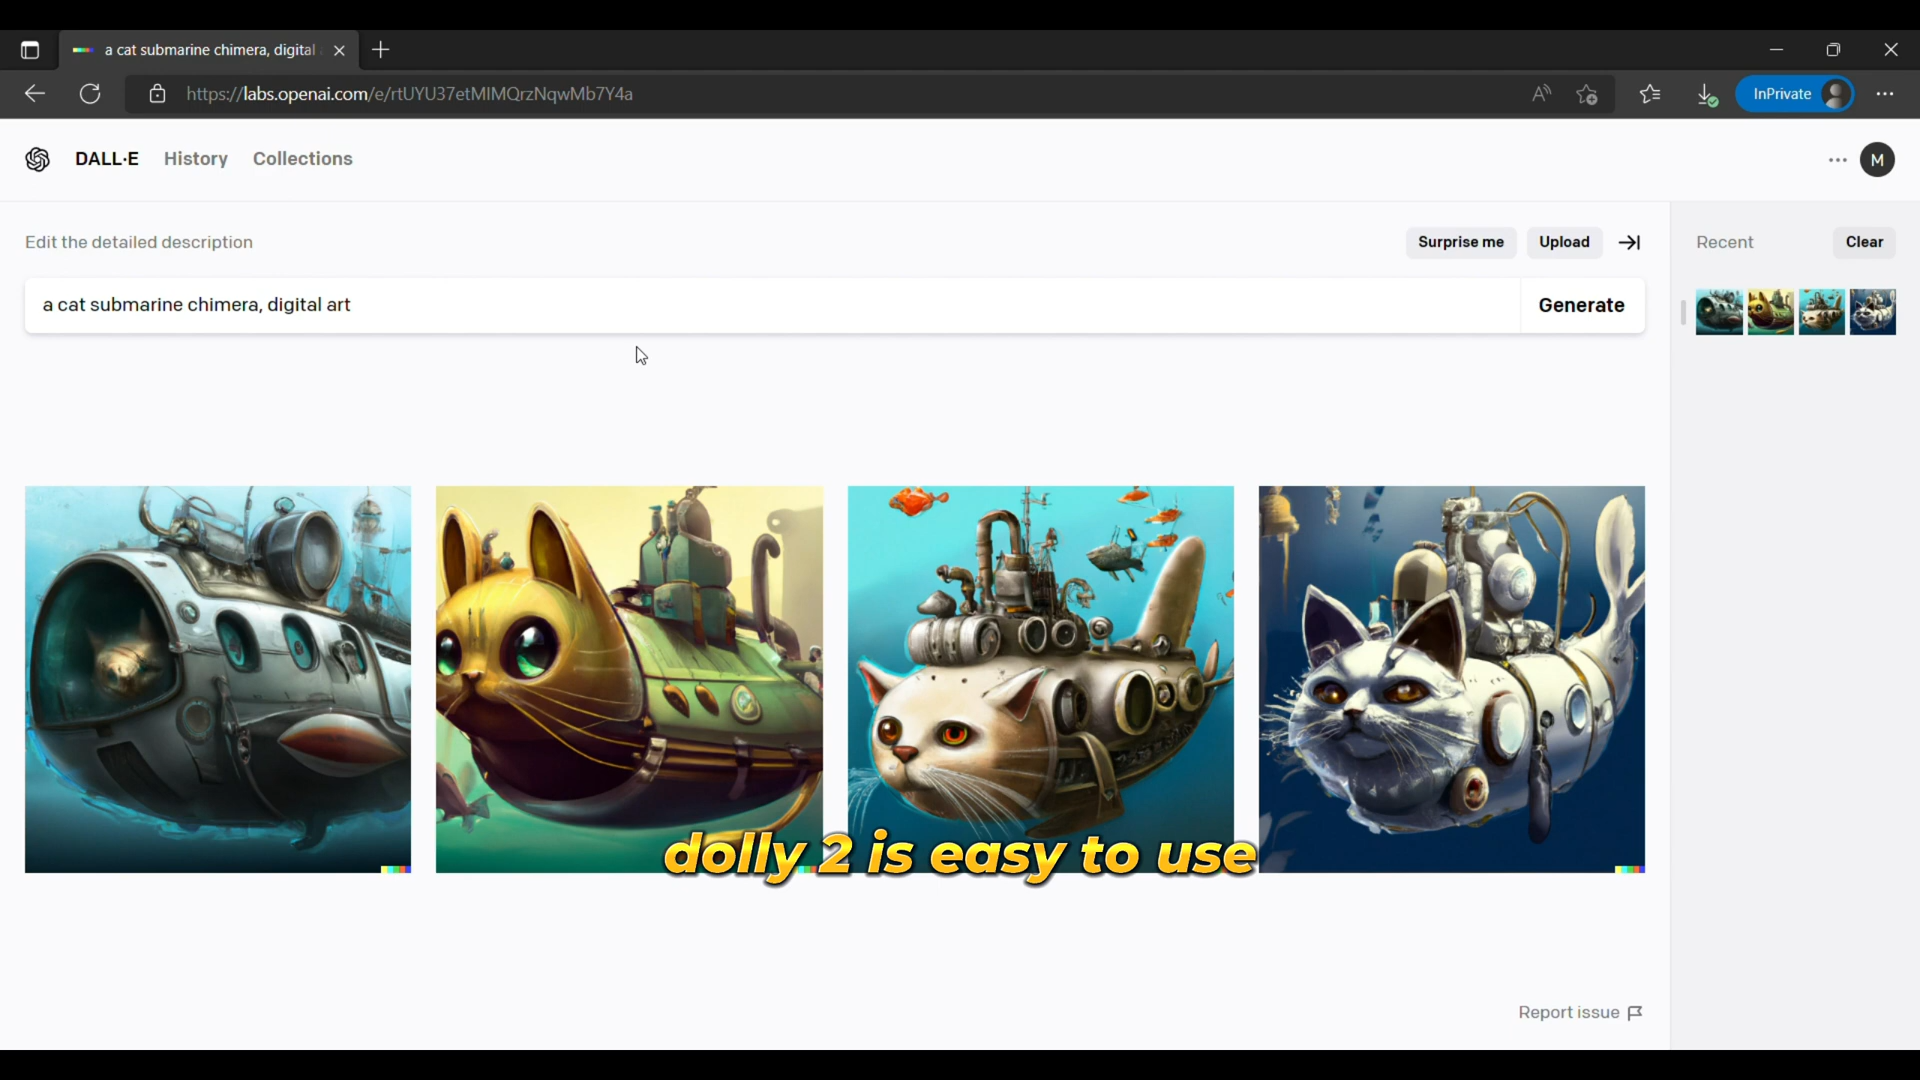 a cat submarine chimera, digital
https://labs.openai.com/e/rtUYU37etMIMQrzNqwMb7Y4a
InPrivate
DALL·E History Collections
M
Edit the detailed description
Surprise me Upload
Recent Clear
a cat submarine chimera, digital art
Generate
dolly 2 is easy to use
Report issue